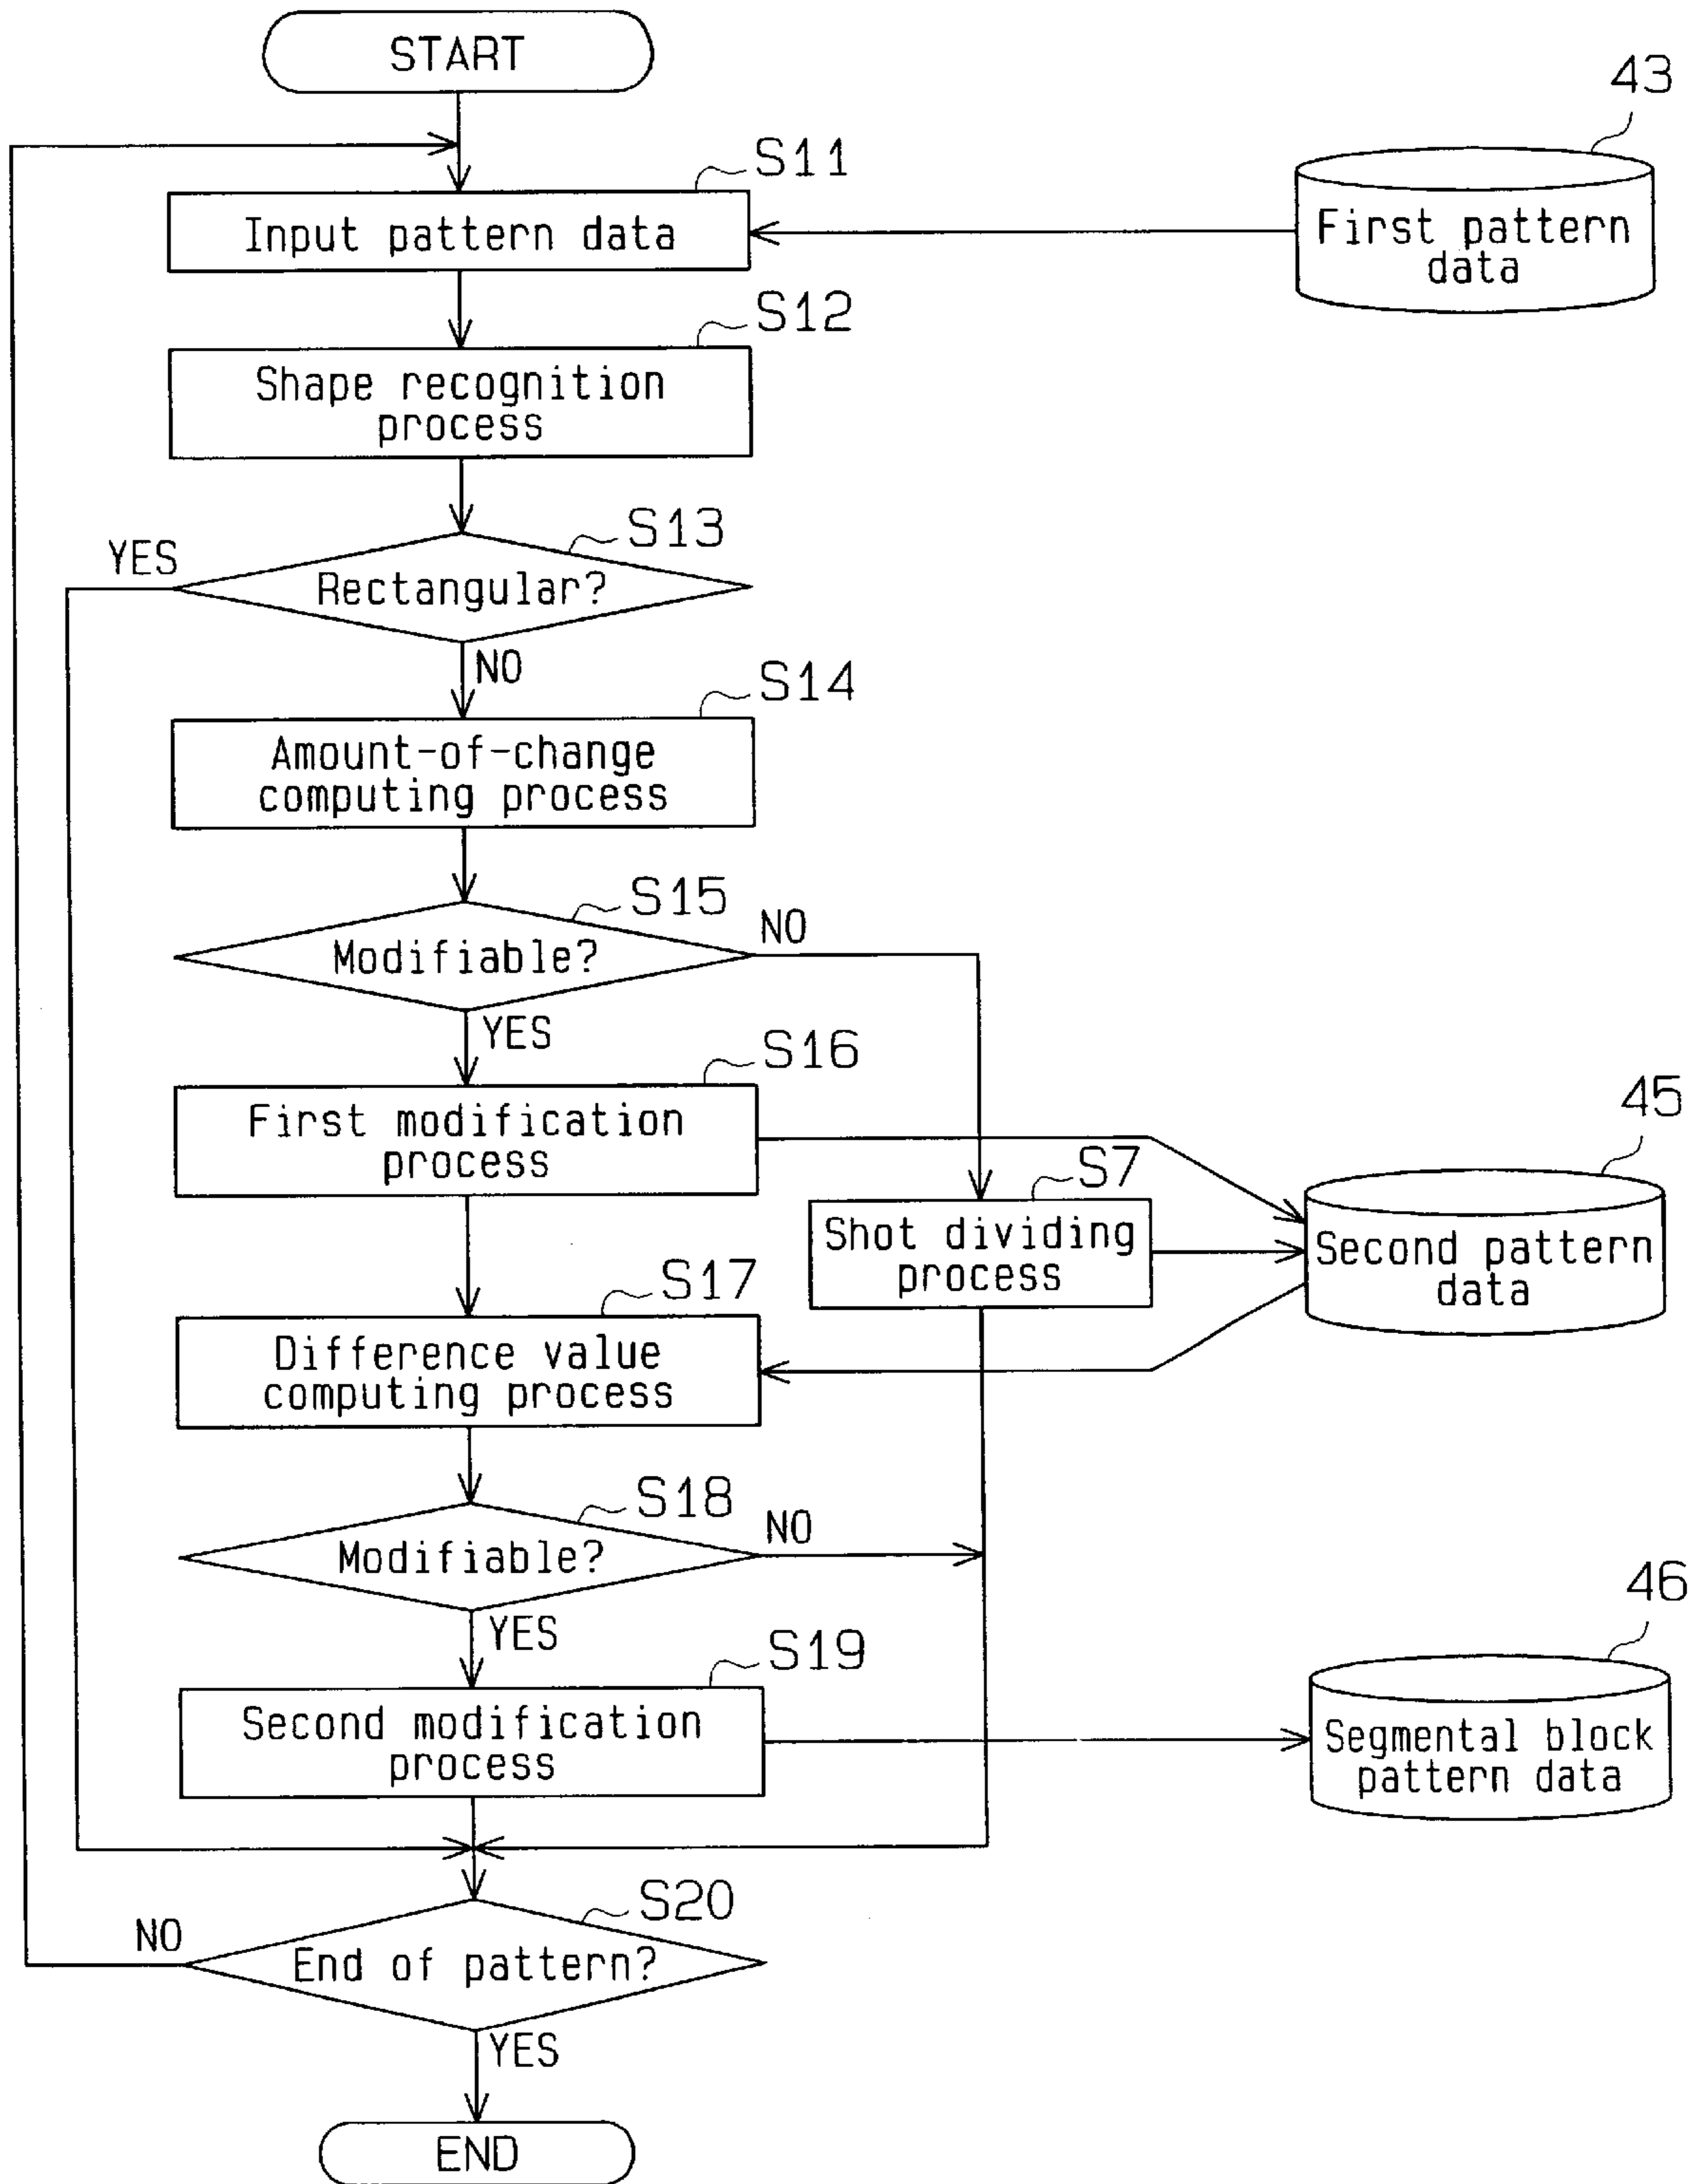 START
43
S11
Input pattern data
First pattern
data
S12
Shape recognition
process
S13
YES
Rectangular?
NO
S14
Amount-of-change
computing process
S15
NO
Modifiable?
YES
S16
First modification
process
45
S7
Shot dividing
process
Second pattern
data
S17
Difference value
computing process
S18
NO
Modifiable?
YES
46
S19
Second modification
process
Segmental block
pattern data
S20
NO
End of pattern?
YES
END